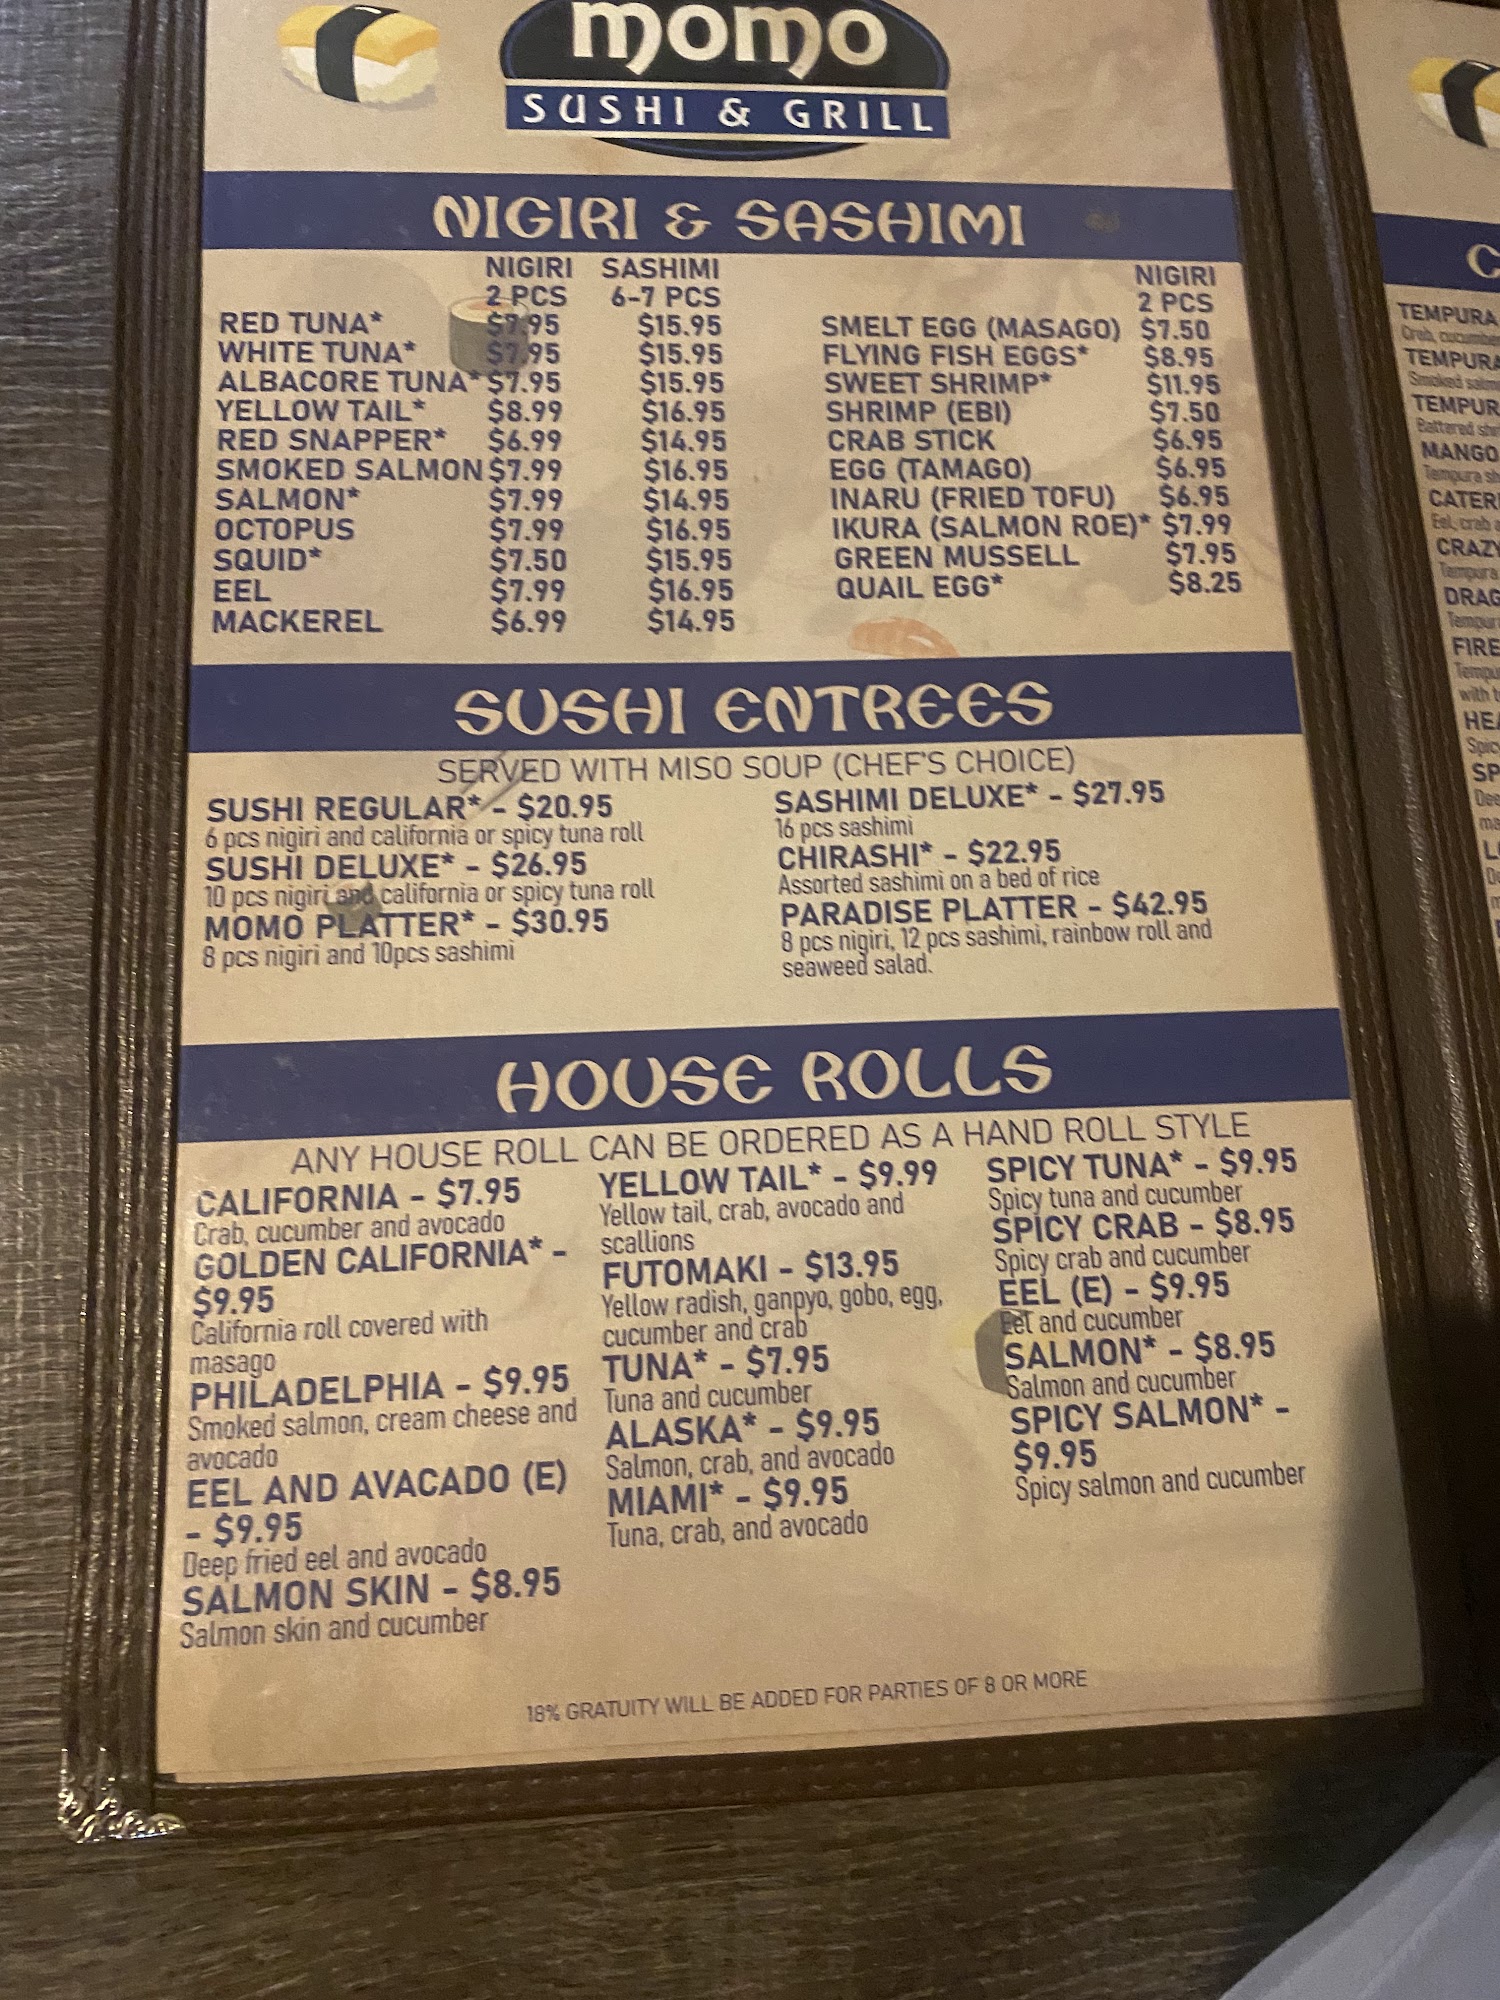 momo
SUSHI & GRILL
NIGIRI & SASHIMI
NIGIRI SASHIMI
2 PCS 6-7 PCS
RED TUNA* $7.95 $15.95
WHITE TUNA* $7.95 $15.95
ALBACORE TUNA* $7.95 $15.95
YELLOW TAIL* $8.99 $16.95
RED SNAPPER* $6.99 $14.95
SMOKED SALMON $7.99 $16.95
SALMON* $7.99 $14.95
OCTOPUS $7.99 $16.95
SQUID* $7.50 $15.95
EEL $7.99 $16.95
MACKEREL $6.99 $14.95
NIGIRI
2 PCS
SMELT EGG (MASAGO) $7.50
FLYING FISH EGGS* $8.95
SWEET SHRIMP* $11.95
SHRIMP (EBI) $7.50
CRAB STICK $6.95
EGG (TAMAGO) $6.95
INARU (FRIED TOFU) $6.95
IKURA (SALMON ROE)* $7.99
GREEN MUSSELL $7.95
QUAIL EGG* $8.25
SUSHI ENTREES
SERVED WITH MISO SOUP (CHEF'S CHOICE)
SUSHI REGULAR* - $20.95
6 pcs nigiri and california or spicy tuna roll
SUSHI DELUXE* - $26.95
10 pcs nigiri and california or spicy tuna roll
MOMO PLATTER* - $30.95
8 pcs nigiri and 10pcs sashimi
SASHIMI DELUXE* - $27.95
16 pcs sashimi
CHIRASHI* - $22.95
Assorted sashimi on a bed of rice
PARADISE PLATTER - $42.95
8 pcs nigiri, 12 pcs sashimi, rainbow roll and
seaweed salad.
HOUSE ROLLS
ANY HOUSE ROLL CAN BE ORDERED AS A HAND ROLL STYLE
CALIFORNIA - $7.95
Crab, cucumber and avocado
GOLDEN CALIFORNIA* -
$9.95
California roll covered with
masago
PHILADELPHIA - $9.95
Smoked salmon, cream cheese and
avocado
EEL AND AVACADO (E)
- $9.95
Deep fried eel and avocado
SALMON SKIN - $8.95
Salmon skin and cucumber
YELLOW TAIL* - $9.99
Yellow tail, crab, avocado and
scallions
FUTOMAKI - $13.95
Yellow radish, ganpyo, gobo, egg,
cucumber and crab
TUNA* - $7.95
Tuna and cucumber
ALASKA* - $9.95
Salmon, crab, and avocado
MIAMI* - $9.95
Tuna, crab, and avocado
SPICY TUNA* - $9.95
Spicy tuna and cucumber
SPICY CRAB - $8.95
Spicy crab and cucumber
EEL (E) - $9.95
Eel and cucumber
SALMON* - $8.95
Salmon and cucumber
SPICY SALMON* -
$9.95
Spicy salmon and cucumber
18% GRATUITY WILL BE ADDED FOR PARTIES OF 8 OR MORE
TEMPURA
Crab, cucumber
TEMPURA
Smoked
TEMPUR
Battered
MANGO
Tempura
Eel, crab
CRAZY
Tempura
FIRE
with